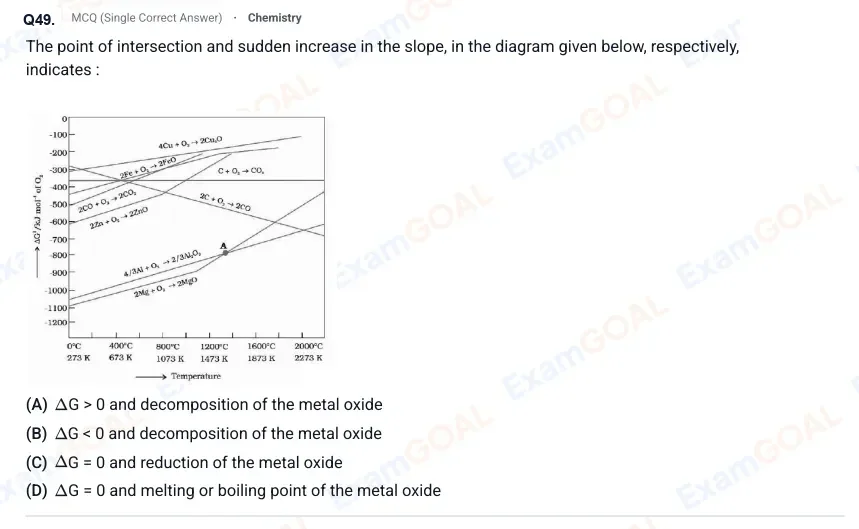 Q49. MCQ (Single Correct Answer) · Chemistry
The point of intersection and sudden increase in the slope, in the diagram given below, respectively,
indicates :
0
-100
-200
-300
-400
-500
-600
-700
-800
-900
-1000
-1100
-1200
ΔG°/kJ mol⁻¹ of O₂
4Cu + O₂ → 2Cu₂O
2Fe + O₂ → 2FeO
C + O₂ → CO₂
2CO + O₂ → 2CO₂
2C + O₂ → 2CO
2Zn + O₂ → 2ZnO
A
4/3Al + O₂ → 2/3Al₂O₃
2Mg + O₂ → 2MgO
0°C 400°C 800°C 1200°C 1600°C 2000°C
273 K 673 K 1073 K 1473 K 1873 K 2273 K
Temperature
(A) △G > 0 and decomposition of the metal oxide
(B) △G < 0 and decomposition of the metal oxide
(C) △G = 0 and reduction of the metal oxide
(D) △G = 0 and melting or boiling point of the metal oxide
ExamGOAL